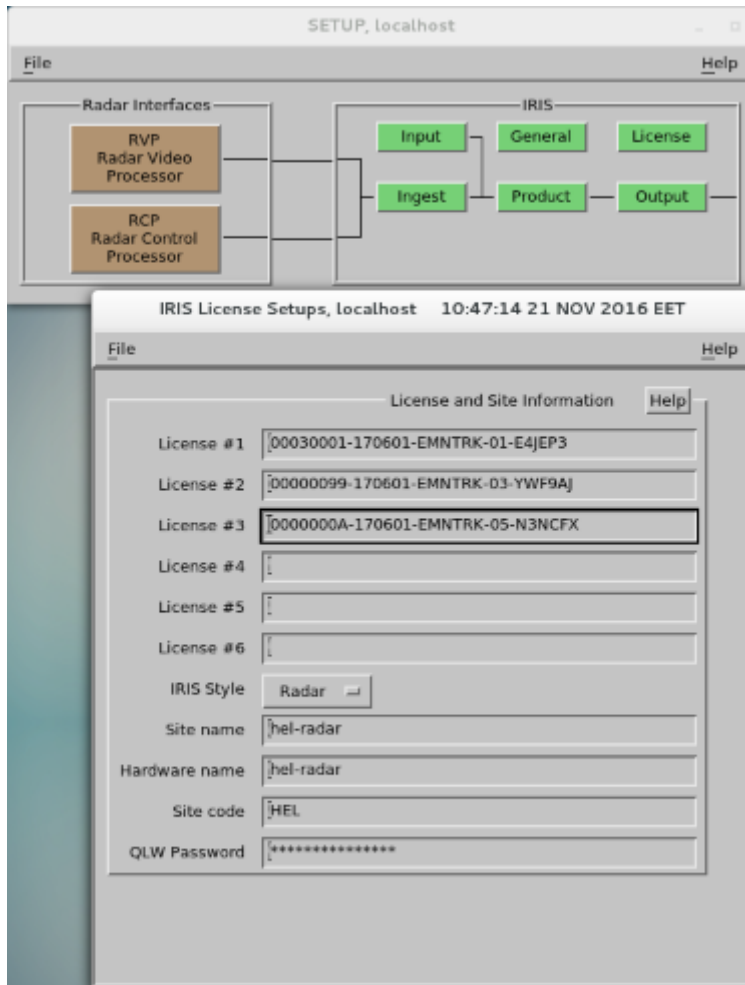 SETUP, localhost
File Help
Radar Interfaces
RVP
Radar Video
Processor
RCP
Radar Control
Processor
IRIS
Input General License
Ingest Product Output
IRIS License Setups, localhost 10:47:14 21 NOV 2016 EET
File Help
License and Site Information Help
License #1 00030001-170601-EMNTRK-01-E4JEP3
License #2 00000099-170601-EMNTRK-03-YWF9AJ
License #3 0000000A-170601-EMNTRK-05-N3NCFX
License #4
License #5
License #6
IRIS Style Radar
Site name hel-radar
Hardware name hel-radar
Site code HEL
QLW Password ***************